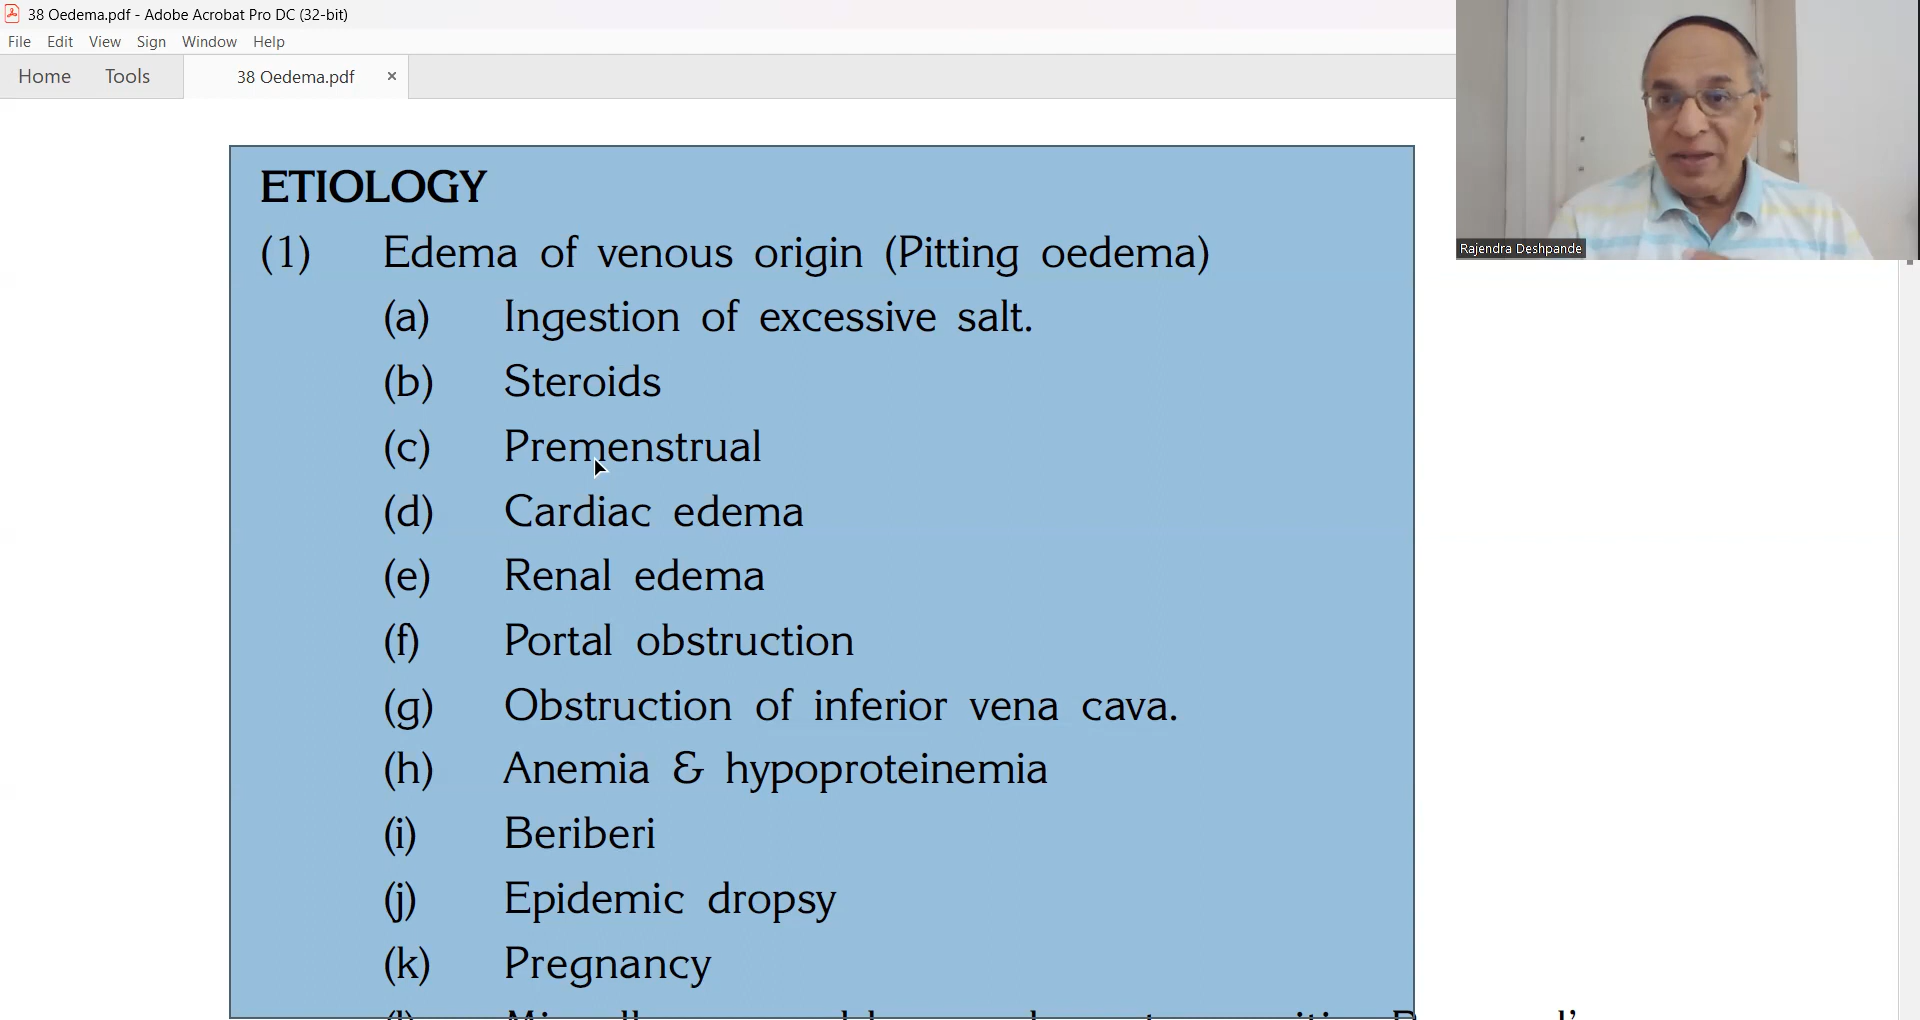 38 Oedema.pdf - Adobe Acrobat Pro DC (32-bit)
File Edit View Sign Window Help
Home Tools 38 Oedema.pdf ×
Rajendra Deshpande
ETIOLOGY
(1) Edema of venous origin (Pitting oedema)
(a) Ingestion of excessive salt.
(b) Steroids
(c) Premenstrual
(d) Cardiac edema
(e) Renal edema
(f) Portal obstruction
(g) Obstruction of inferior vena cava.
(h) Anemia & hypoproteinemia
(i) Beriberi
(j) Epidemic dropsy
(k) Pregnancy